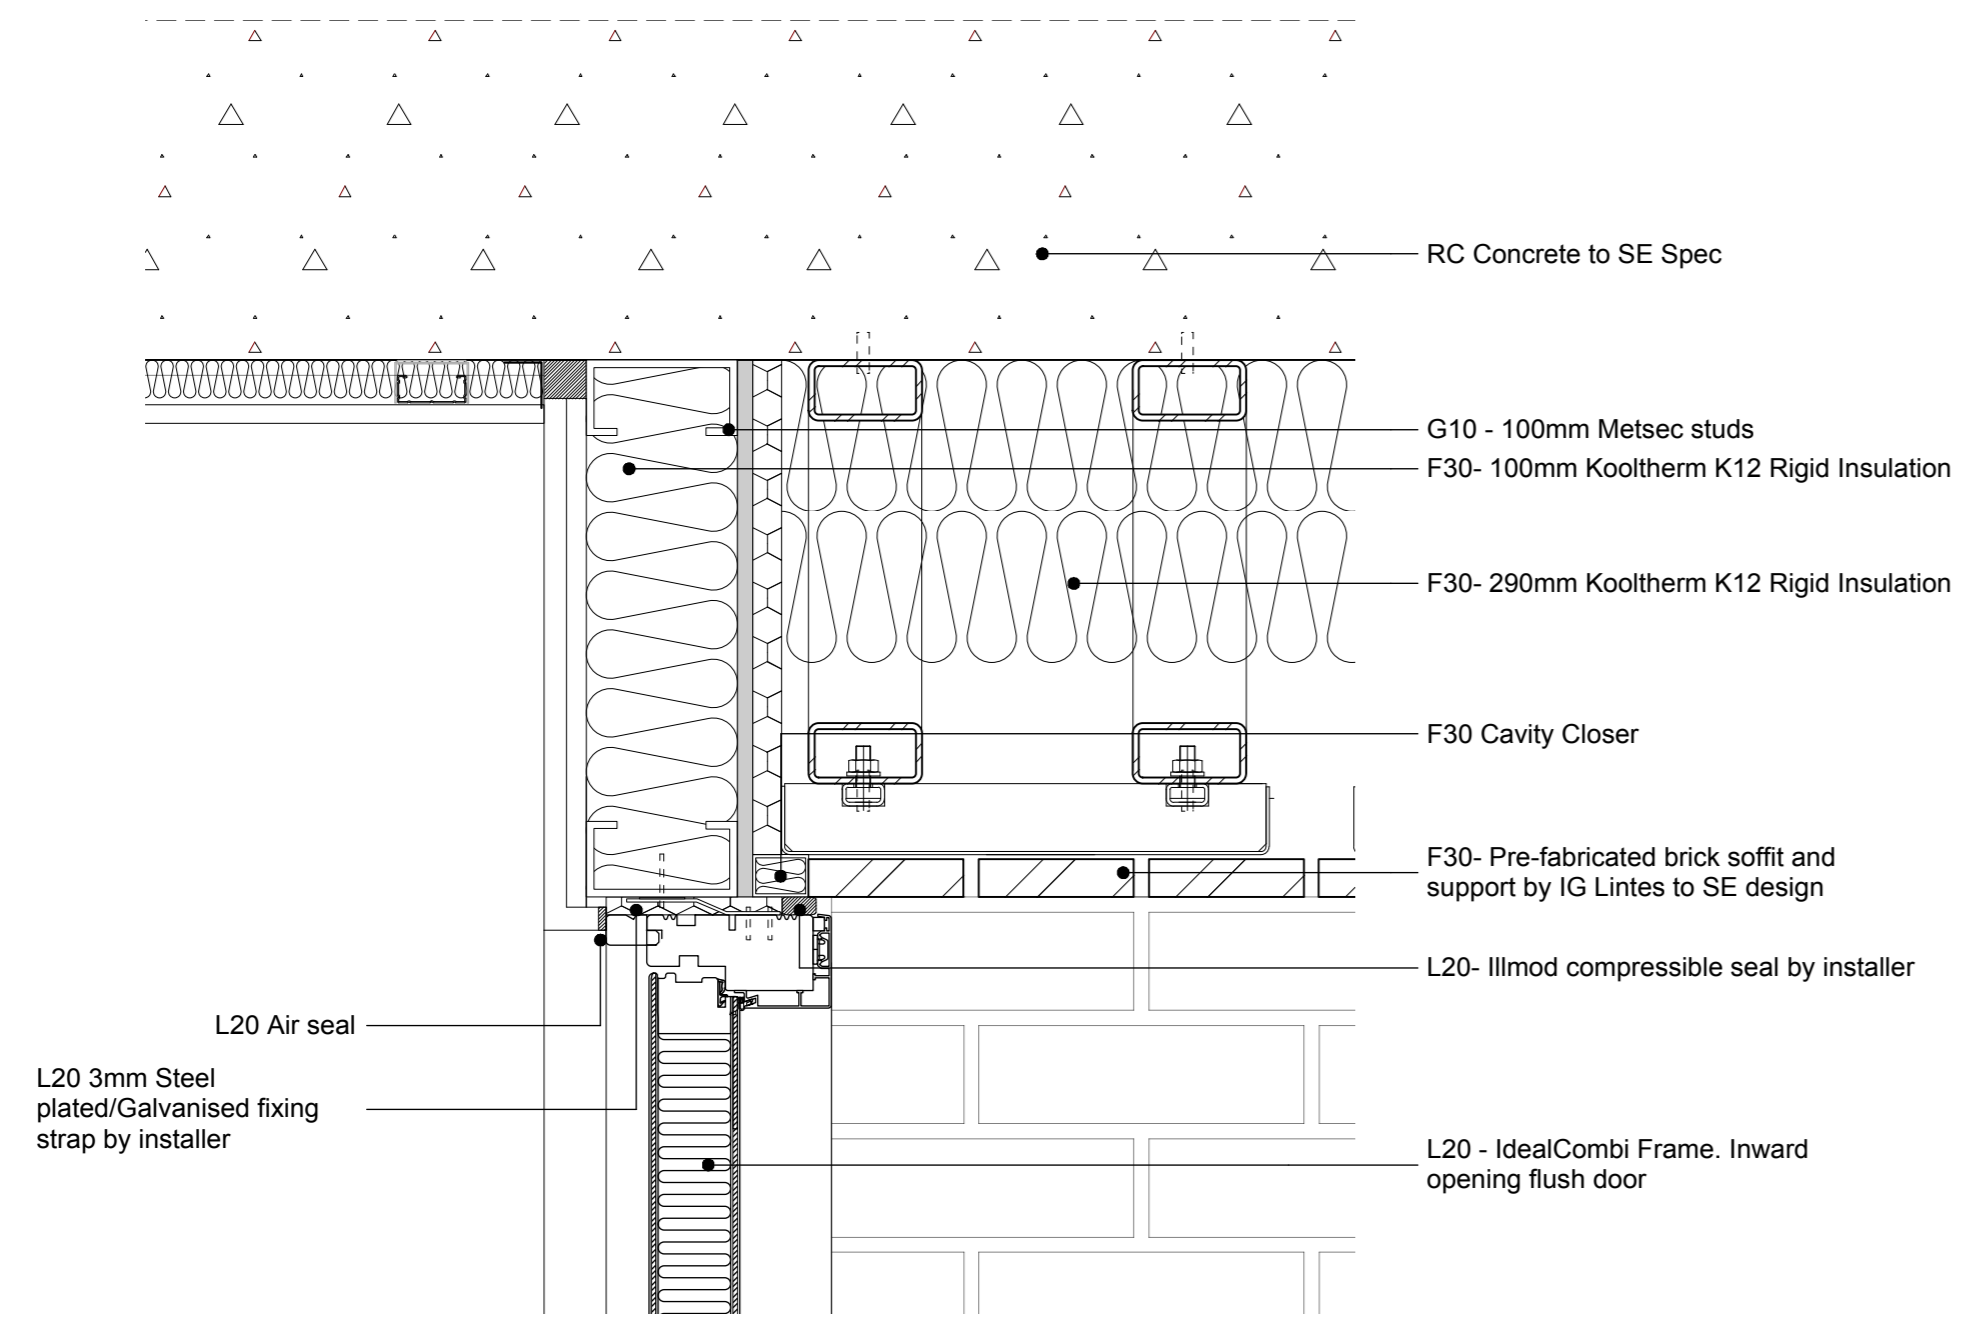 RC Concrete to SE Spec
G10 - 100mm Metsec studs
F30- 100mm Kooltherm K12 Rigid Insulation
F30- 290mm Kooltherm K12 Rigid Insulation
F30 Cavity Closer
F30- Pre-fabricated brick soffit and
support by IG Lintes to SE design
L20- Illmod compressible seal by installer
L20 Air seal
L20 3mm Steel
plated/Galvanised fixing
strap by installer
L20 - IdealCombi Frame. Inward
opening flush door